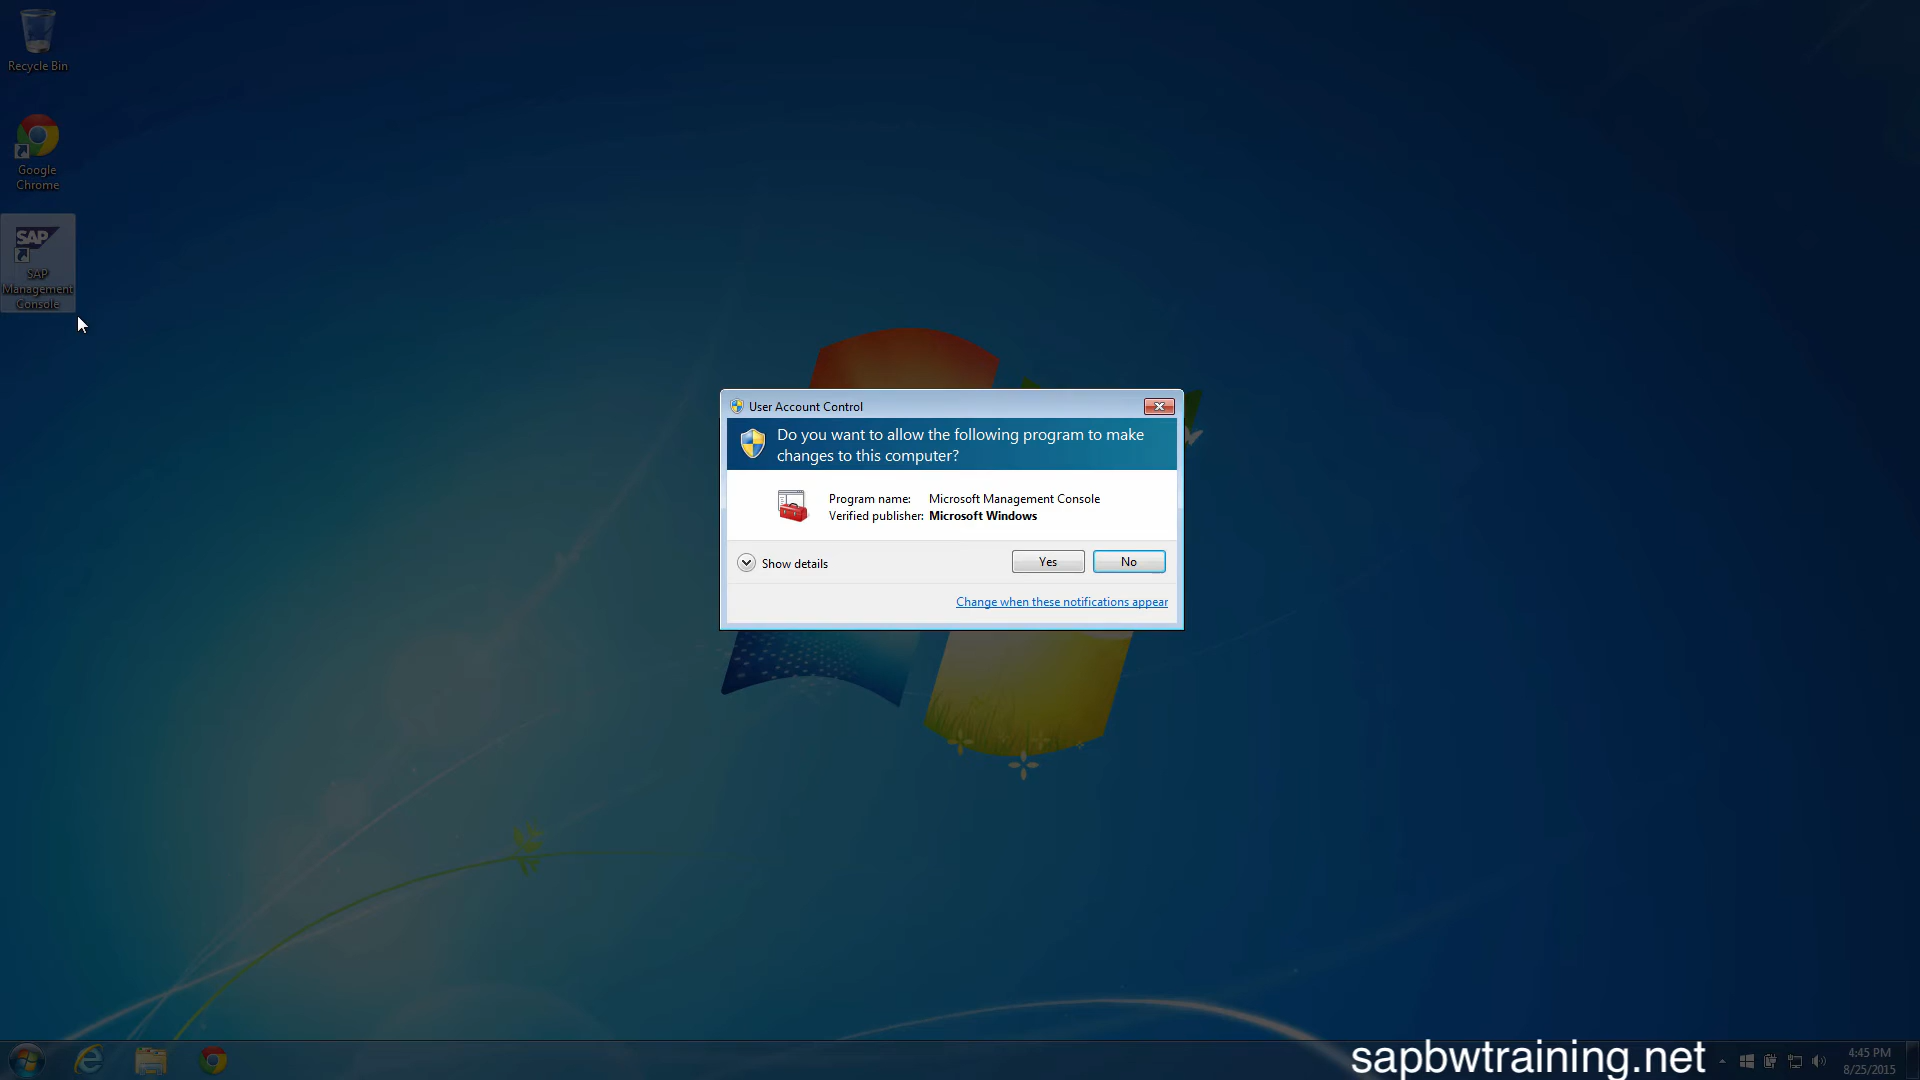 Recycle Bin
Google
Chrome
SAP
SAP
Management
Console
User Account Control
Do you want to allow the following program to make
changes to this computer?
Program name: Microsoft Management Console
Verified publisher: Microsoft Windows
Show details
Yes
No
Change when these notifications appear
sapbwtraining.net
4:45 PM
8/25/2015